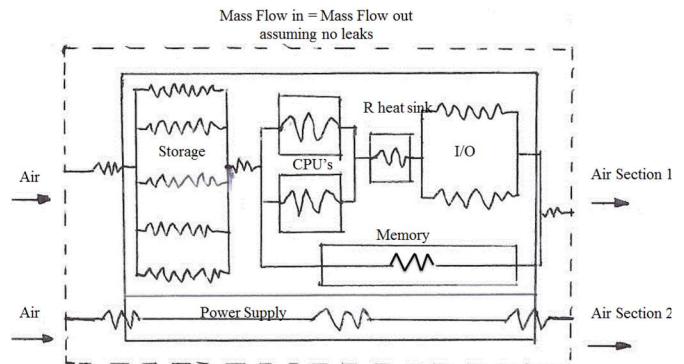 Mass Flow in = Mass Flow out
assuming no leaks
R heat sink
Storage
CPU's
I/O
Air
Air Section 1
Memory
Air
Power Supply
Air Section 2